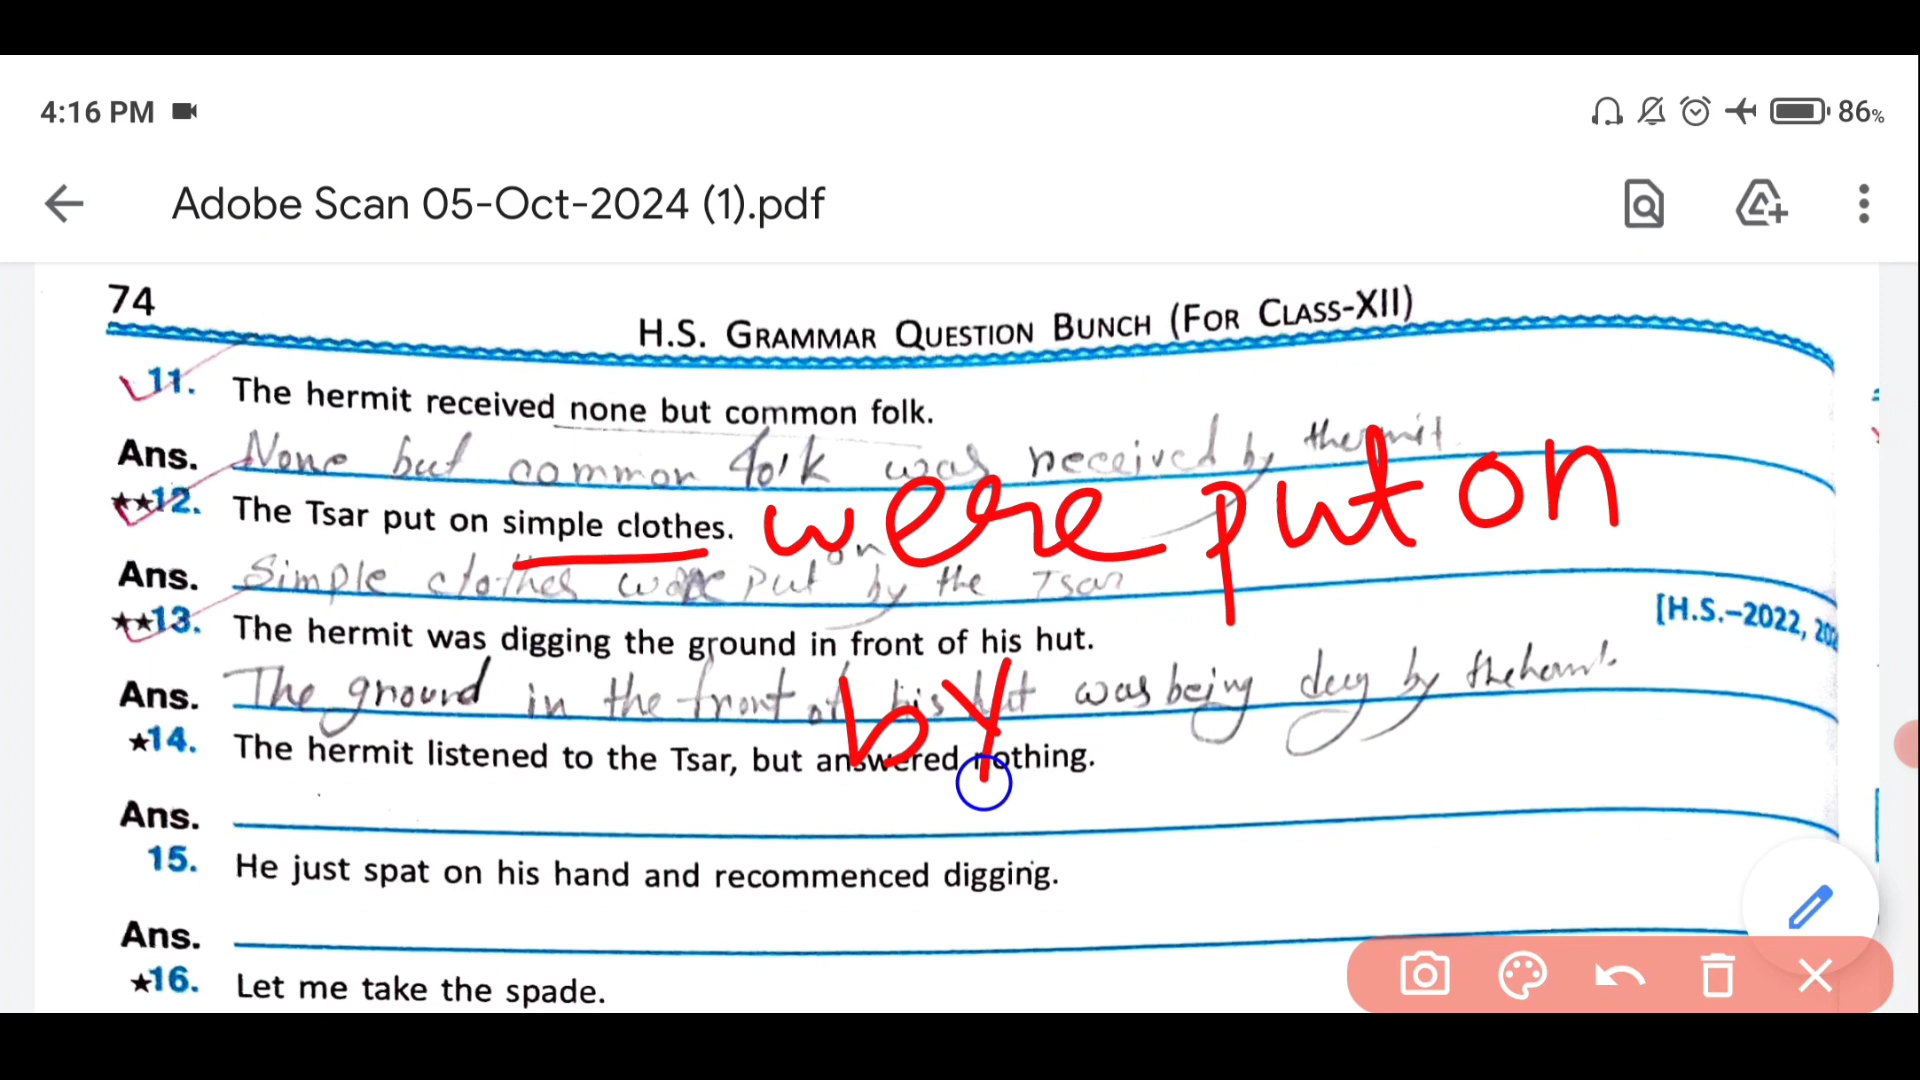 4:16 PM
86%
Adobe Scan 05-Oct-2024 (1).pdf
74
H.S. GRAMMAR QUESTION BUNCH (FOR CLASS-XII)
11. The hermit received none but common folk.
Ans. None but common folk was received by thermit
★★12. The Tsar put on simple clothes. were put on
Ans. Simple clothes were put on by the Tsar
★★13. The hermit was digging the ground in front of his hut.
[H.S.–2022,
Ans. The ground in the front of his hut was being by
by
★14. The hermit listened to the Tsar, but answered nothing.
Ans.
15. He just spat on his hand and recommenced digging.
Ans.
★16. Let me take the spade.